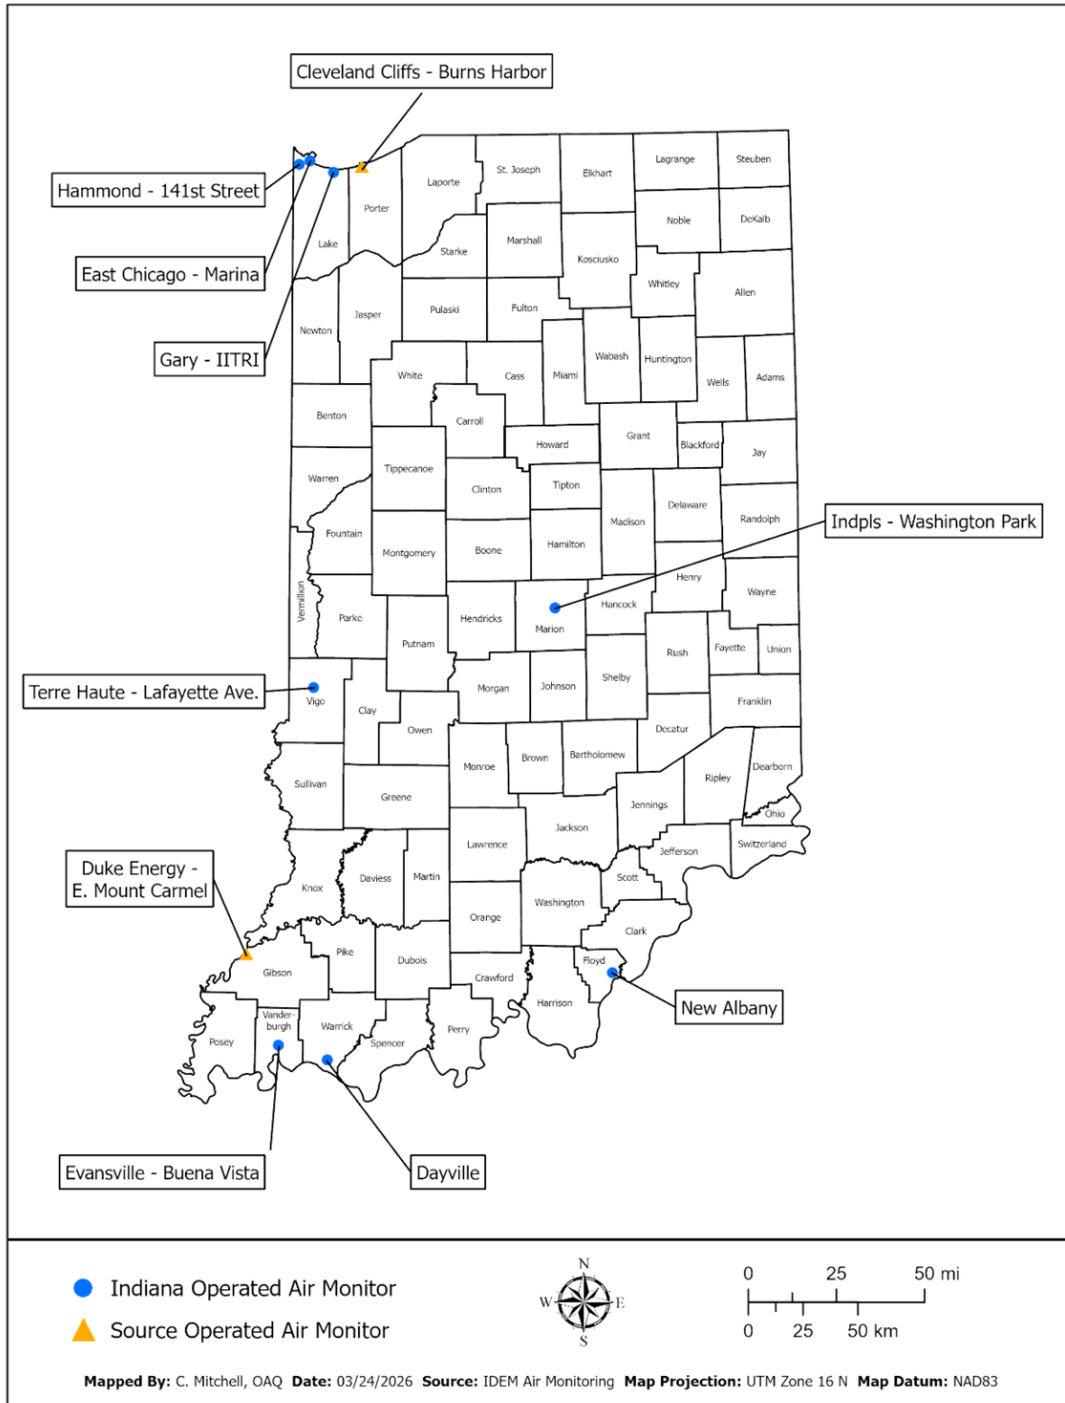 Cleveland Cliffs - Burns Harbor
Hammond - 141st Street
East Chicago - Marina
Gary - IITRI
Indpls - Washington Park
Terre Haute - Lafayette Ave.
Duke Energy -
E. Mount Carmel
New Albany
Evansville - Buena Vista
Dayville
Lake
Porter
Laporte
St. Joseph
Elkhart
Lagrange
Steuben
Noble
DeKalb
Starke
Marshall
Kosciusko
Whitley
Allen
Newton
Jasper
Pulaski
Fulton
White
Cass
Miami
Wabash
Huntington
Wells
Adams
Benton
Carroll
Howard
Grant
Blackford
Jay
Warren
Tippecanoe
Clinton
Tipton
Madison
Delaware
Randolph
Fountain
Montgomery
Boone
Hamilton
Henry
Wayne
Vermillion
Parke
Putnam
Hendricks
Marion
Hancock
Rush
Fayette
Union
Vigo
Clay
Owen
Morgan
Johnson
Shelby
Decatur
Franklin
Sullivan
Greene
Monroe
Brown
Bartholomew
Jennings
Ripley
Dearborn
Ohio
Knox
Daviess
Martin
Lawrence
Jackson
Jefferson
Switzerland
Scott
Washington
Orange
Clark
Gibson
Pike
Dubois
Crawford
Harrison
Floyd
Posey
Vander-
burgh
Warrick
Spencer
Perry
Indiana Operated Air Monitor
Source Operated Air Monitor
N
W
E
S
0 25 50 mi
0 25 50 km
Mapped By: C. Mitchell, OAQ Date: 03/24/2026 Source: IDEM Air Monitoring Map Projection: UTM Zone 16 N Map Datum: NAD83